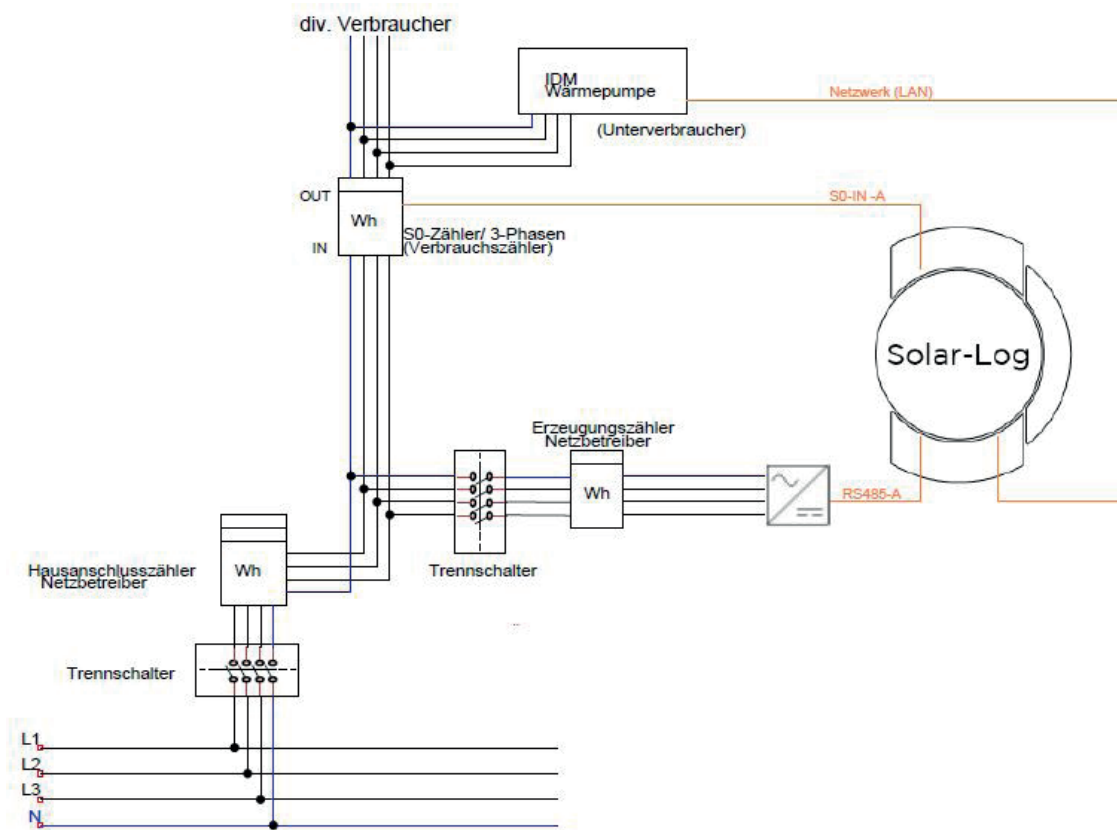 div. Verbraucher
IDM
Wärmepumpe
Netzwerk (LAN)
(Unterverbraucher)
OUT
S0-IN -A
Wh
S0-Zähler/ 3-Phasen
IN
(Verbrauchszähler)
Solar-Log
Erzeugungszähler
Netzbetreiber
Wh
RS485-A
Hausanschlusszähler
Netzbetreiber
Wh
Trennschalter
Trennschalter
L1
L2
L3
N